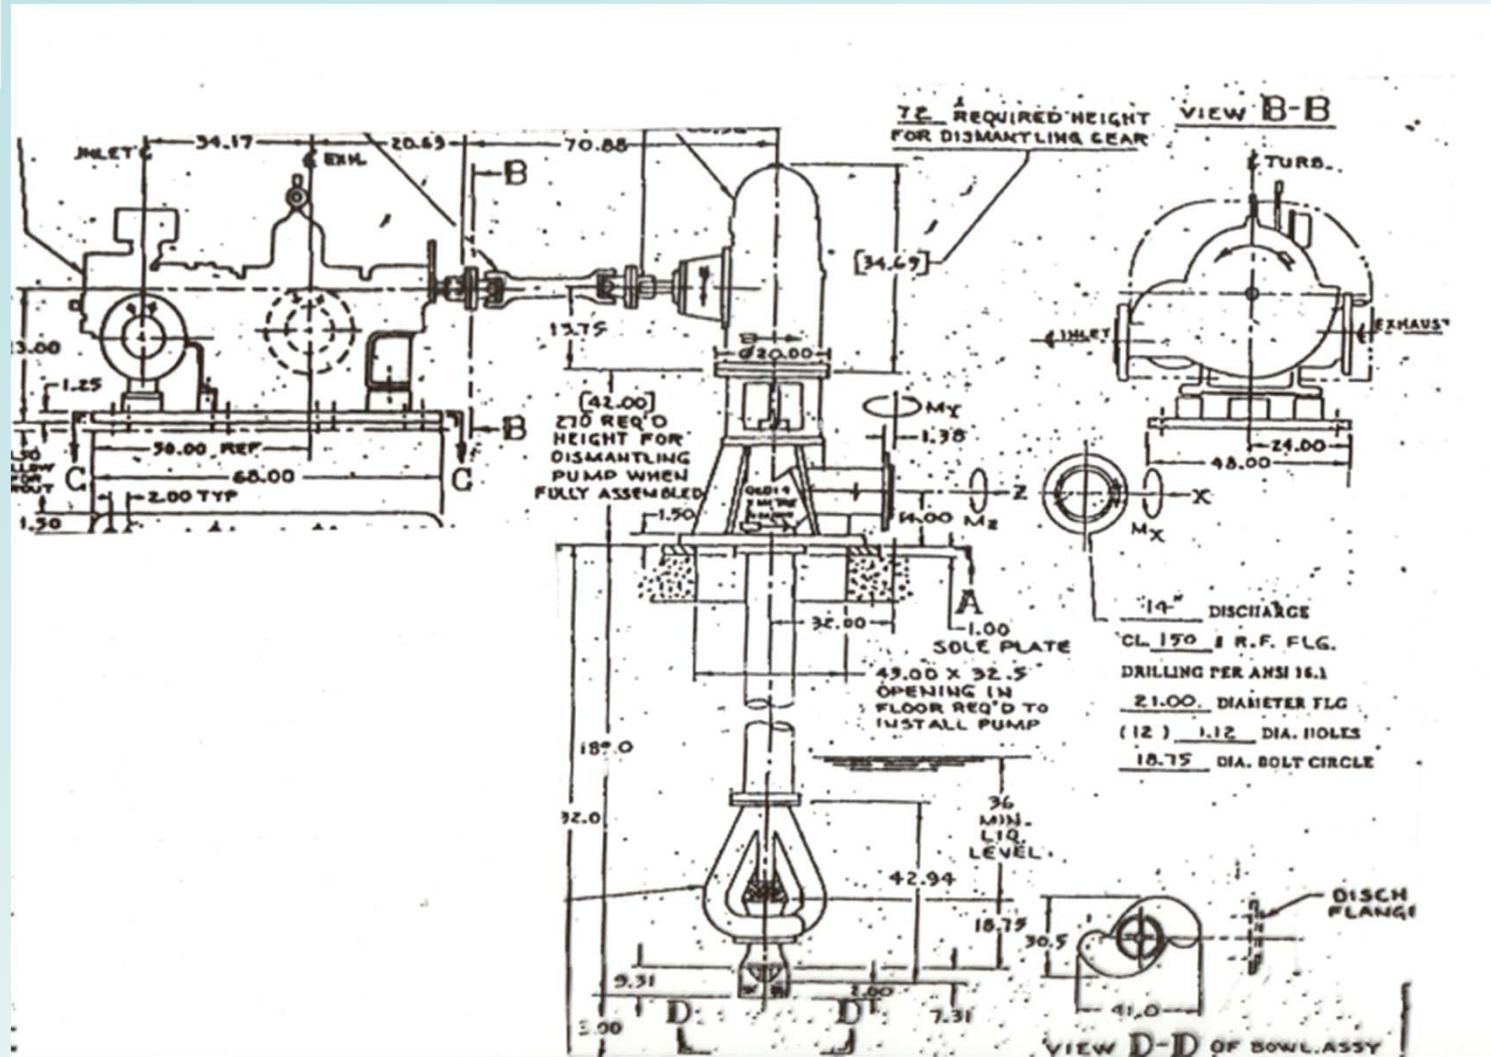 34.17
20.69
70.88
INLET
EXH.
B
72 REQUIRED HEIGHT
FOR DISMANTLING GEAR
VIEW B-B
TURB.
[34.69]
INLET
EXHAUST
24.00
48.00
13.75
Ø20.00
1.25
[42.00]
270 REQ'D
HEIGHT FOR
DISMANTLING
PUMP WHEN
FULLY ASSEMBLED
B
50.00 REF
C
C
68.00
2.00 TYP
1.50
1.50
MY
1.38
Z
MZ
14.00
X
MX
A
32.00
1.00
SOLE PLATE
49.00 X 32.5
OPENING IN
FLOOR REQ'D TO
INSTALL PUMP
14" DISCHARGE
CL 150 # R.F. FLG.
DRILLING PER ANSI 16.1
21.00 DIAMETER FLG
(12) 1.12 DIA. HOLES
18.75 DIA. BOLT CIRCLE
189.0
36
MIN.
LIQ.
LEVEL
42.94
18.75
9.31
2.00
7.31
3.00
D
D
30.5
41.0
DISCH
FLANGE
VIEW D-D OF BOWL ASSY